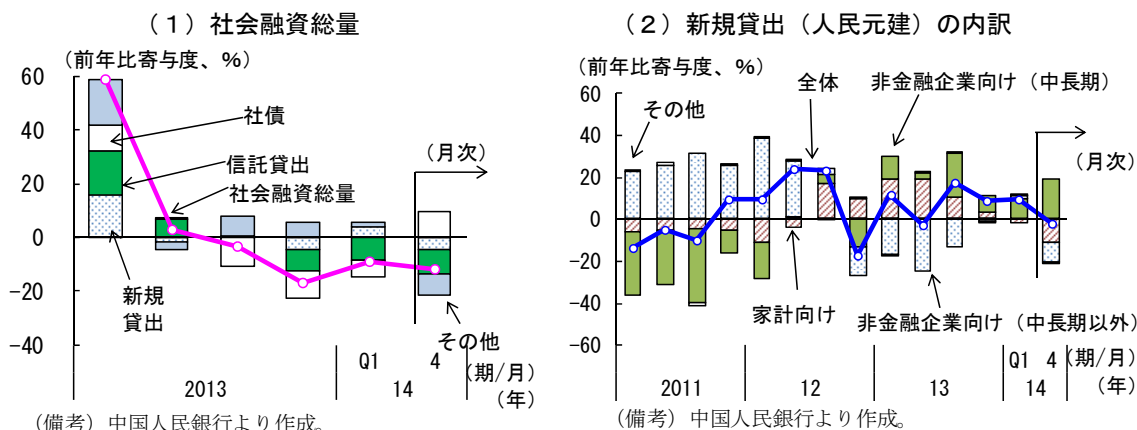 （１）社会融資総量
（前年比寄与度、％）
60
40
20
0
−20
−40
社債
信託貸出
社会融資総量
（月次）
新規
貸出
その他
Q1
4
(期/月)
2013
14
（年）
（備考）中国人民銀行より作成。
（２）新規貸出（人民元建）の内訳
（前年比寄与度、％）
60
40
20
0
−20
−40
−60
その他
全体
非金融企業向け（中長期）
（月次）
家計向け
非金融企業向け（中長期以外）
Q1
4
(期/月)
2011
12
13
14
（年）
（備考）中国人民銀行より作成。